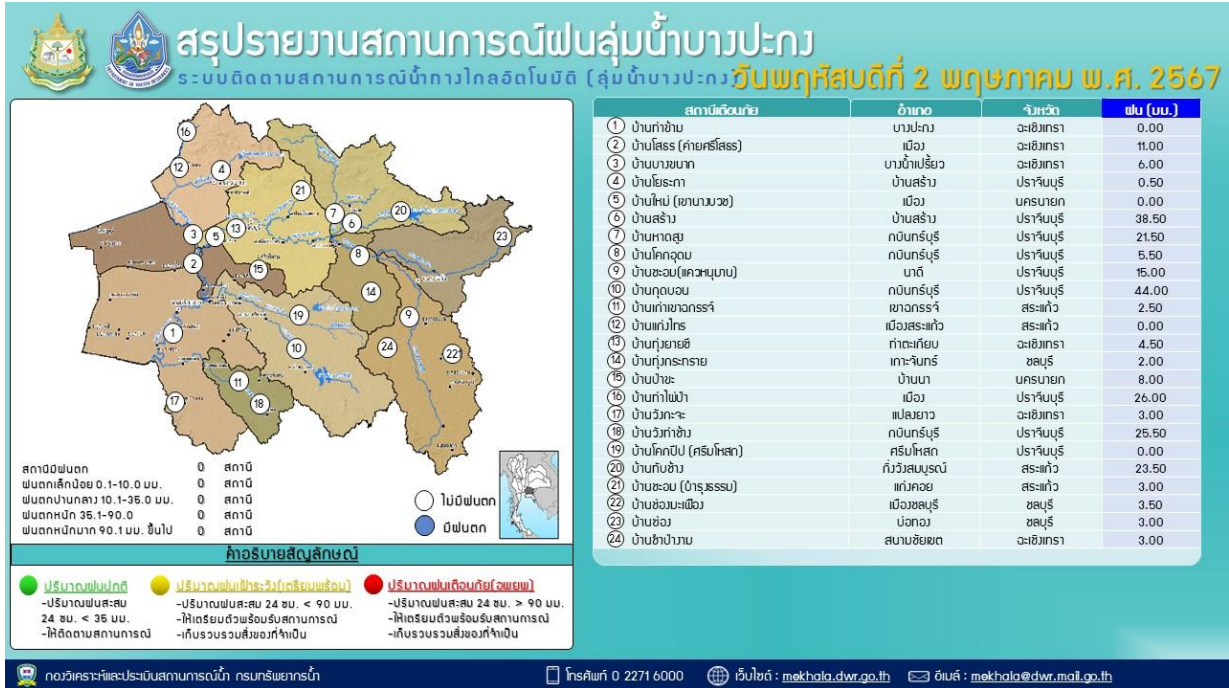 สรุปรายงานสถานการณ์ฝนลุ่มน้ำบางปะกง
ระบบติดตามสถานการณ์น้ำทางไกลอัตโนมัติ (ลุ่มน้ำบางปะกง)
วันพฤหัสบดีที่ 2 พฤษภาคม พ.ศ. 2567
สถานีเตือนภัย อำเภอ จังหวัด ฝน (มม.)
1 บ้านท่าข้าม บางปะกง ฉะเชิงเทรา 0.00
2 บ้านโสธร (ค่ายศรีโสธร) เมือง ฉะเชิงเทรา 11.00
3 บ้านบางขนาก บางน้ำเปรี้ยว ฉะเชิงเทรา 6.00
4 บ้านโยธะกา บ้านสร้าง ปราจีนบุรี 0.50
5 บ้านใหม่ (เขานางบวช) เมือง นครนายก 0.00
6 บ้านสร้าง บ้านสร้าง ปราจีนบุรี 38.50
7 บ้านหาดสูง กบินทร์บุรี ปราจีนบุรี 21.50
8 บ้านโคกอุดม กบินทร์บุรี ปราจีนบุรี 5.50
9 บ้านชะอม(แควหนุมาน) นาดี ปราจีนบุรี 15.00
10 บ้านกุดบอน กบินทร์บุรี ปราจีนบุรี 44.00
11 บ้านเก่าเขาฉกรรจ์ เขาฉกรรจ์ สระแก้ว 2.50
12 บ้านแก่งไทร เมืองสระแก้ว สระแก้ว 0.00
13 บ้านทุ่งยายชี ท่าตะเกียบ ฉะเชิงเทรา 4.50
14 บ้านทุ่งกระทราย เกาะจันทร์ ชลบุรี 2.00
15 บ้านป่าขะ บ้านนา นครนายก 8.00
16 บ้านท่าไผ่ป่า เมือง ปราจีนบุรี 26.00
17 บ้านวังกะจะ แปลงยาว ฉะเชิงเทรา 3.00
18 บ้านวังท่าช้าง กบินทร์บุรี ปราจีนบุรี 25.50
19 บ้านโคกปีป (ศรีมโหสถ) ศรีมโหสถ ปราจีนบุรี 0.00
20 บ้านทับช้าง กิ่งวังสมบูรณ์ สระแก้ว 23.50
21 บ้านชะอม (บำรุงธรรม) แก่งคอย สระแก้ว 3.00
22 บ้านช่องมะเฟือง เมืองชลบุรี ชลบุรี 3.50
23 บ้านช่อง บ่อทอง ชลบุรี 3.00
24 บ้านขำป่างาม สนามชัยเขต ฉะเชิงเทรา 3.00
16
12
4
21
7
20
6
3
5
13
23
2
8
15
14
19
9
1
10
24
221
11
17
18
สถานีมีฝนตก 0 สถานี
ฝนตกเล็กน้อย 0.1-10.0 มม. 0 สถานี
ฝนตกปานกลาง 10.1-35.0 มม. 0 สถานี
ฝนตกหนัก 35.1-90.0 0 สถานี
ฝนตกหนักมาก 90.1 มม. ขึ้นไป 0 สถานี
ไม่มีฝนตก
มีฝนตก
คำอธิบายสัญลักษณ์
ปริมาณฝนปกติ
-ปริมาณฝนสะสม
24 ชม. < 35 มม.
-ให้ติดตามสถานการณ์
ปริมาณฝนเฝ้าระวัง(เตรียมพร้อม)
-ปริมาณฝนสะสม 24 ชม. < 90 มม.
-ให้เตรียมตัวพร้อมรับสถานการณ์
-เก็บรวบรวมสิ่งของที่จำเป็น
ปริมาณฝนเตือนภัย(อพยพ)
-ปริมาณฝนสะสม 24 ชม. > 90 มม.
-ให้เตรียมตัวพร้อมรับสถานการณ์
-เก็บรวบรวมสิ่งของที่จำเป็น
กองวิเคราะห์และประเมินสถานการณ์น้ำ กรมทรัพยากรน้ำ
โทรศัพท์ 0 2271 6000
เว็บไซต์ : mekhala.dwr.go.th
อีเมล์ : mekhala@dwr.mail.go.th